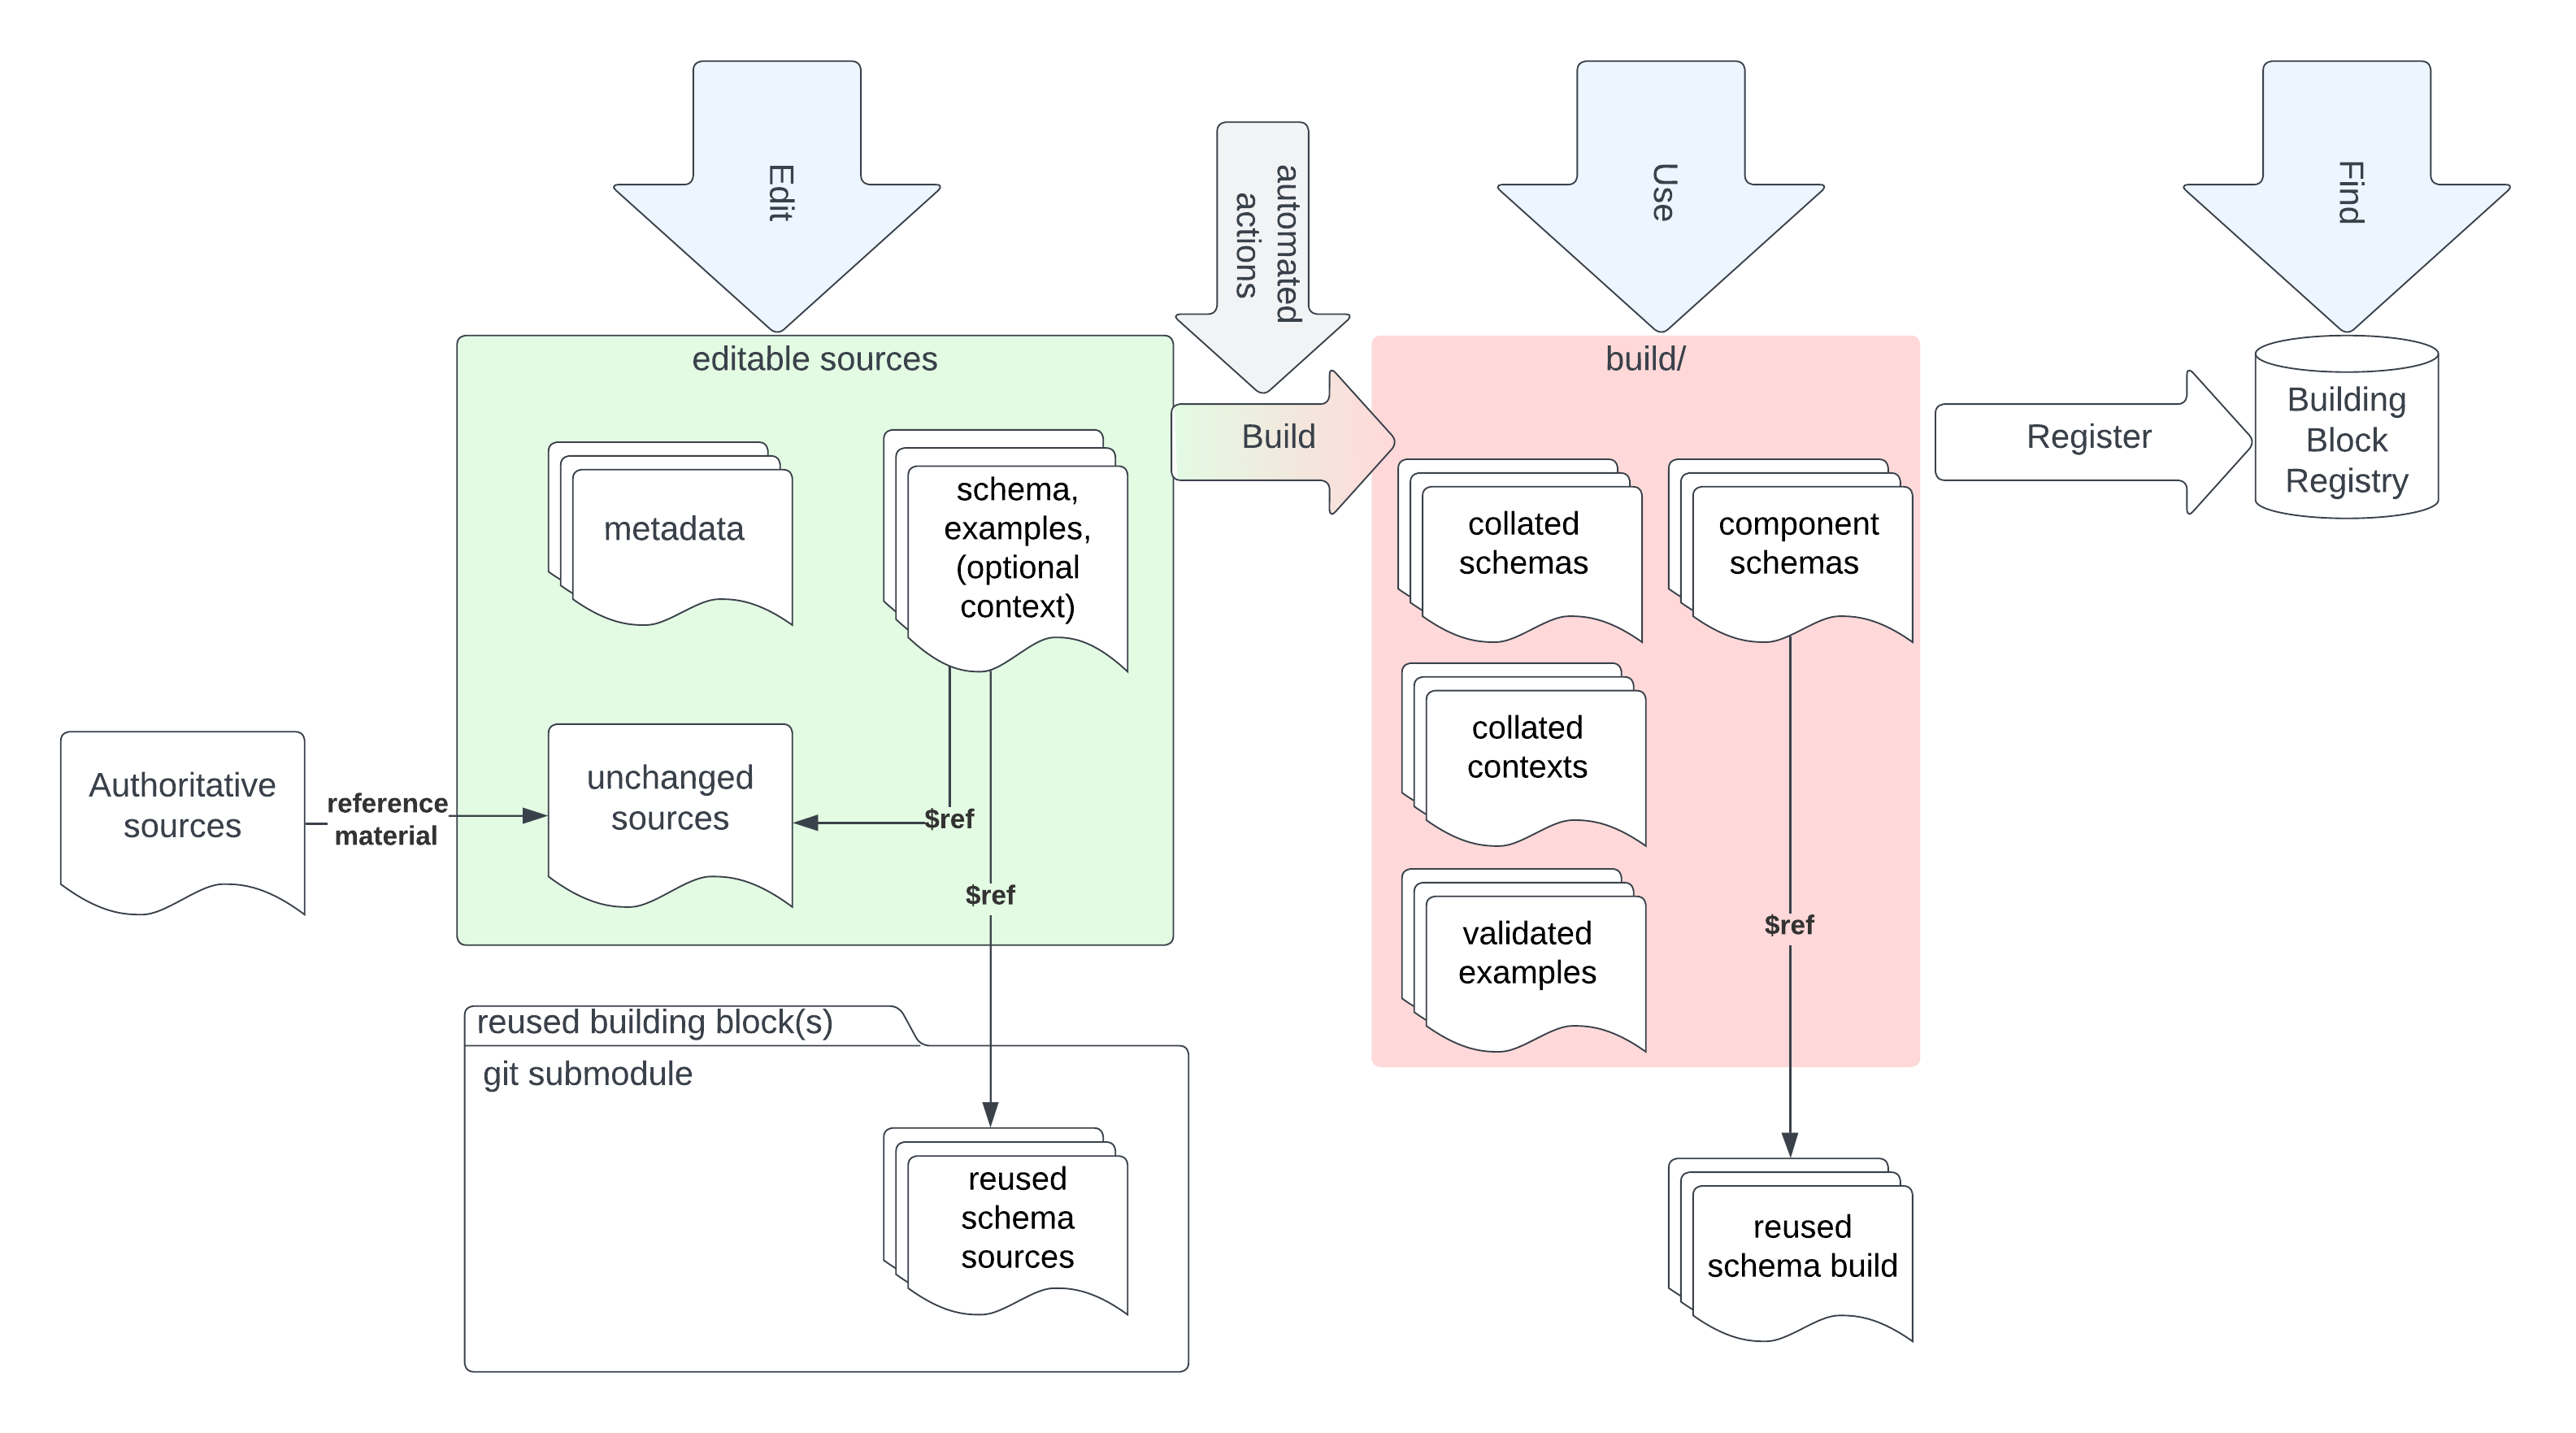 Edit
automated
actions
Use
Find
editable sources
build/
metadata
schema,
examples,
(optional
context)
Build
collated
schemas
component
schemas
Register
Building
Block
Registry
Authoritative
sources
reference
material
unchanged
sources
$ref
$ref
collated
contexts
validated
examples
$ref
reused building block(s)
git submodule
reused
schema
sources
reused
schema build